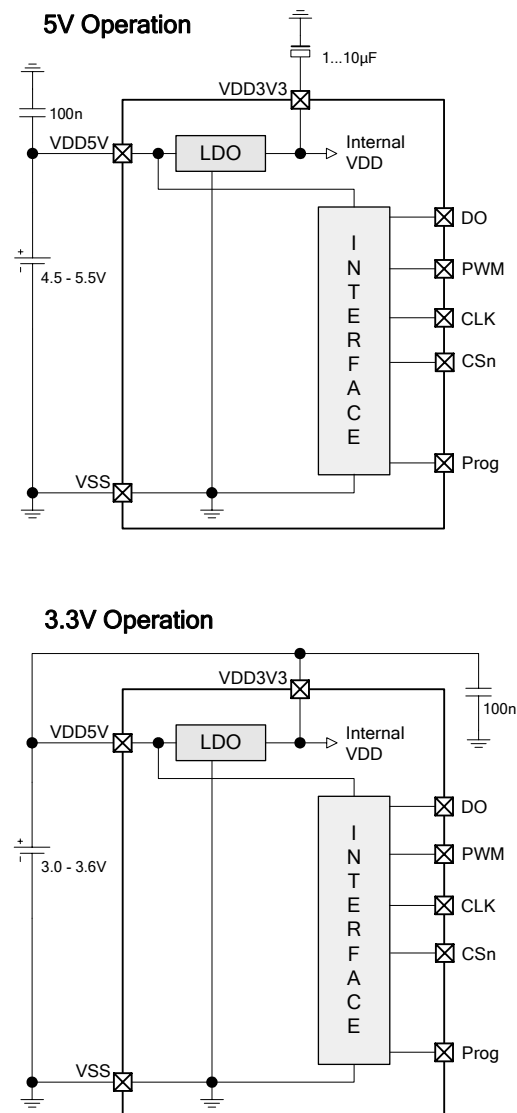 5V Operation
1...10µF
VDD3V3
100n
VDD5V
LDO
Internal
VDD
4.5 - 5.5V
INTERFACE
DO
PWM
CLK
CSn
Prog
VSS
3.3V Operation
VDD3V3
100n
VDD5V
LDO
Internal
VDD
3.0 - 3.6V
INTERFACE
DO
PWM
CLK
CSn
Prog
VSS